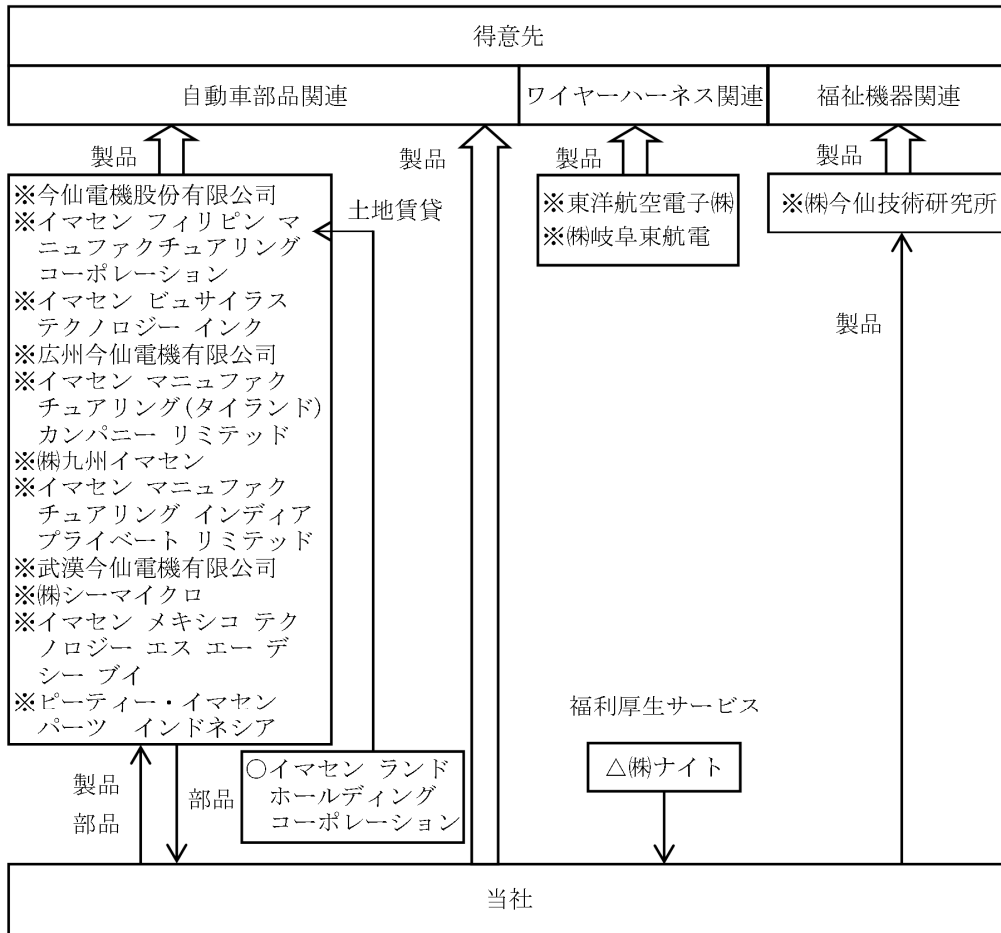 得意先
自動車部品関連
ワイヤーハーネス関連
福祉機器関連
製品
製品
製品
製品
※今仙電機股份有限公司
※イマセン フィリピン マ
ニュファクチュアリング
コーポレーション
※イマセン ビュサイラス
テクノロジー インク
※広州今仙電機有限公司
※イマセン マニュファク
チュアリング(タイランド)
カンパニー リミテッド
※㈱九州イマセン
※イマセン マニュファク
チュアリング インディア
プライベート リミテッド
※武漢今仙電機有限公司
※㈱シーマイクロ
※イマセン メキシコ テク
ノロジー エス エー デ
シー ブイ
※ピーティー・イマセン
パーツ　インドネシア
土地賃貸
※東洋航空電子㈱
※㈱岐阜東航電
※㈱今仙技術研究所
製品
福利厚生サービス
△㈱ナイト
製品
部品
部品
○イマセン ランド
ホールディング
コーポレーション
当社